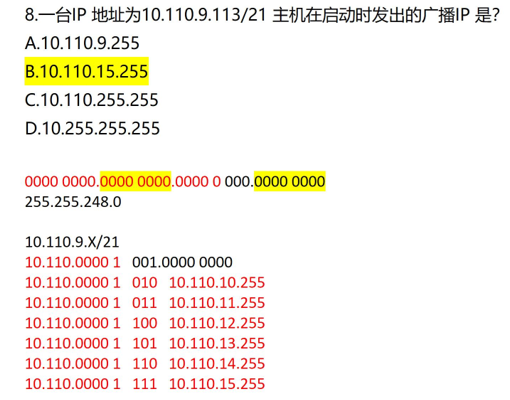 8.一台IP 地址为10.110.9.113/21 主机在启动时发出的广播IP 是?
A.10.110.9.255
B.10.110.15.255
C.10.110.255.255
D.10.255.255.255
0000 0000.0000 0000.0000 0 000.0000 0000
255.255.248.0
10.110.9.X/21
10.110.0000 1 001.0000 0000
10.110.0000 1 010 10.110.10.255
10.110.0000 1 011 10.110.11.255
10.110.0000 1 100 10.110.12.255
10.110.0000 1 101 10.110.13.255
10.110.0000 1 110 10.110.14.255
10.110.0000 1 111 10.110.15.255